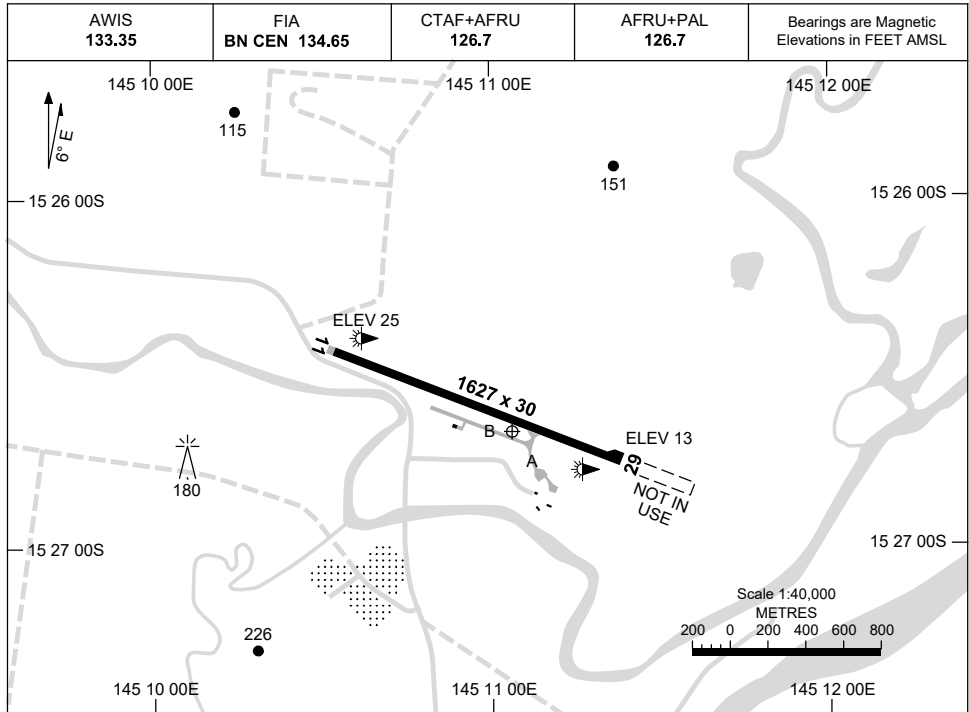 AWIS
133.35
FIA
BN CEN 134.65
CTAF+AFRU
126.7
AFRU+PAL
126.7
Bearings are Magnetic
Elevations in FEET AMSL
145 10 00E
145 11 00E
145 12 00E
6° E
115
151
15 26 00S
15 26 00S
ELEV 25
11
1627 x 30
B
ELEV 13
A
29
NOT IN
USE
180
15 27 00S
15 27 00S
Scale 1:40,000
METRES
200 0 200 400 600 800
226
145 10 00E
145 11 00E
145 12 00E